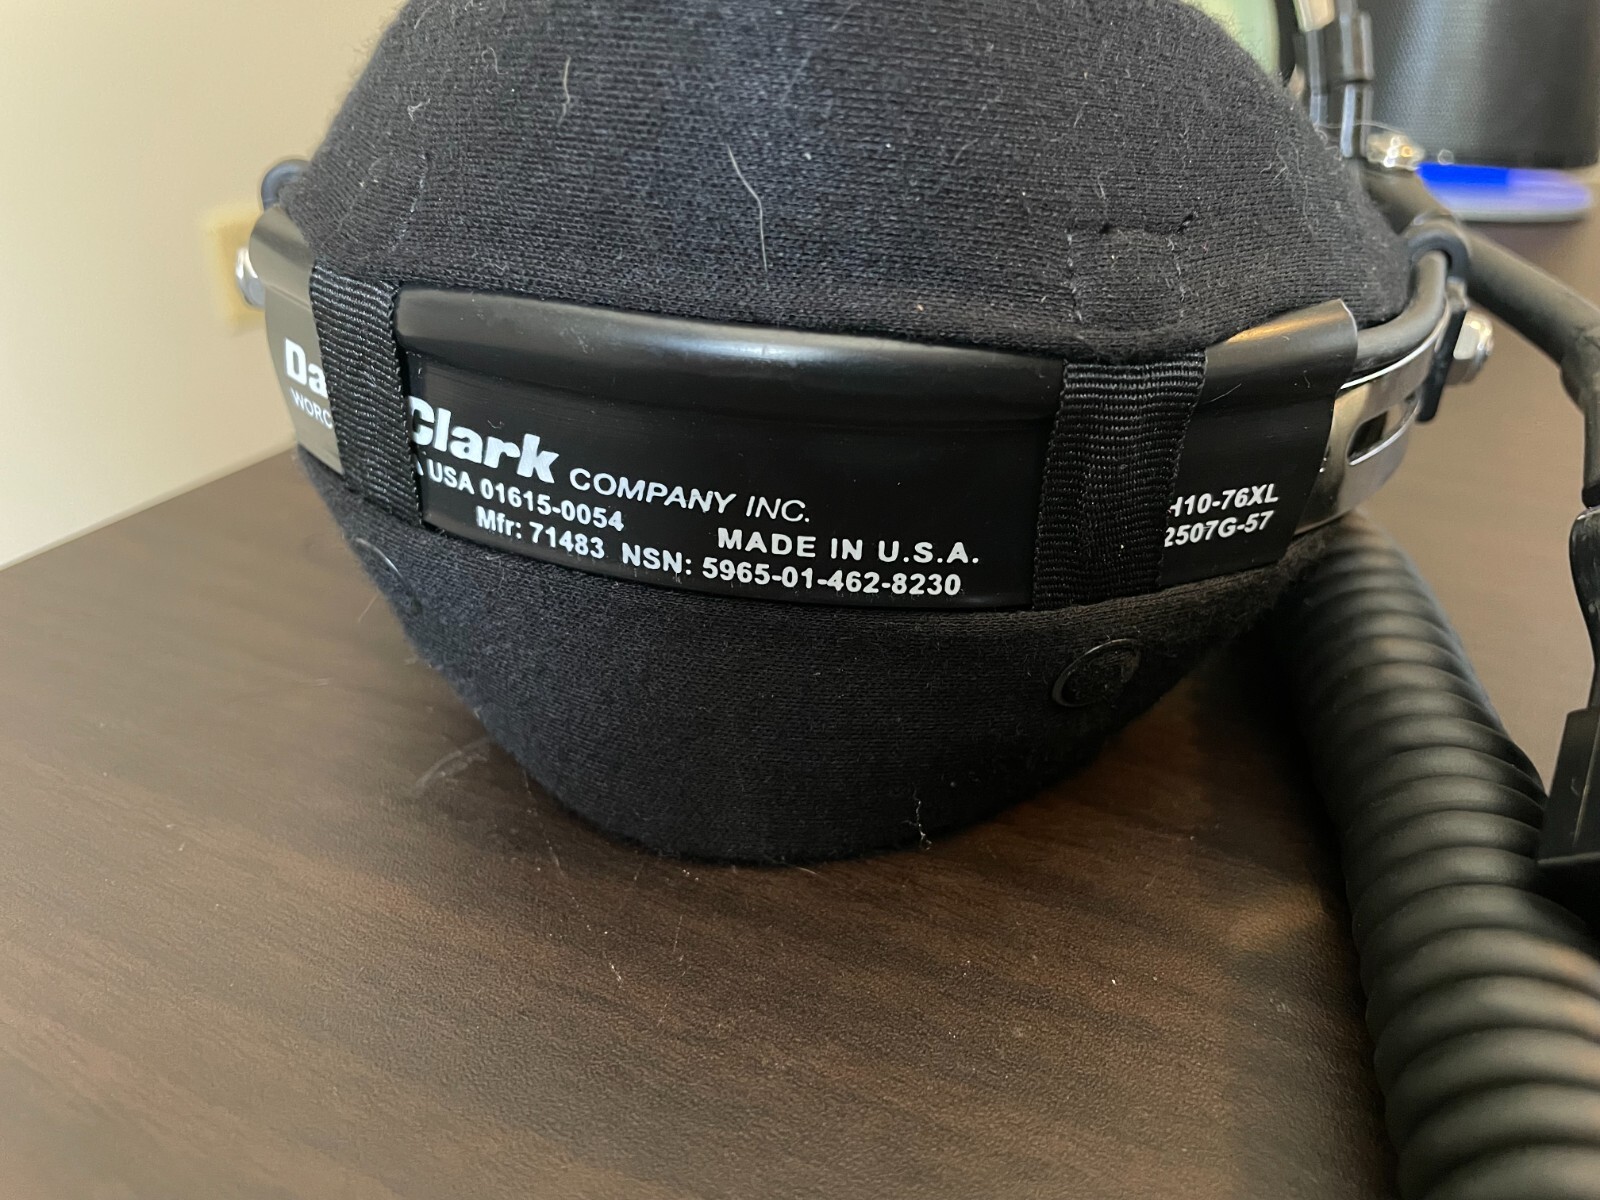 Da Clark COMPANY INC.
WORC USA 01615-0054 MADE IN U.S.A.
Mfr: 71483 NSN: 5965-01-462-8230
H10-76XL
2507G-57